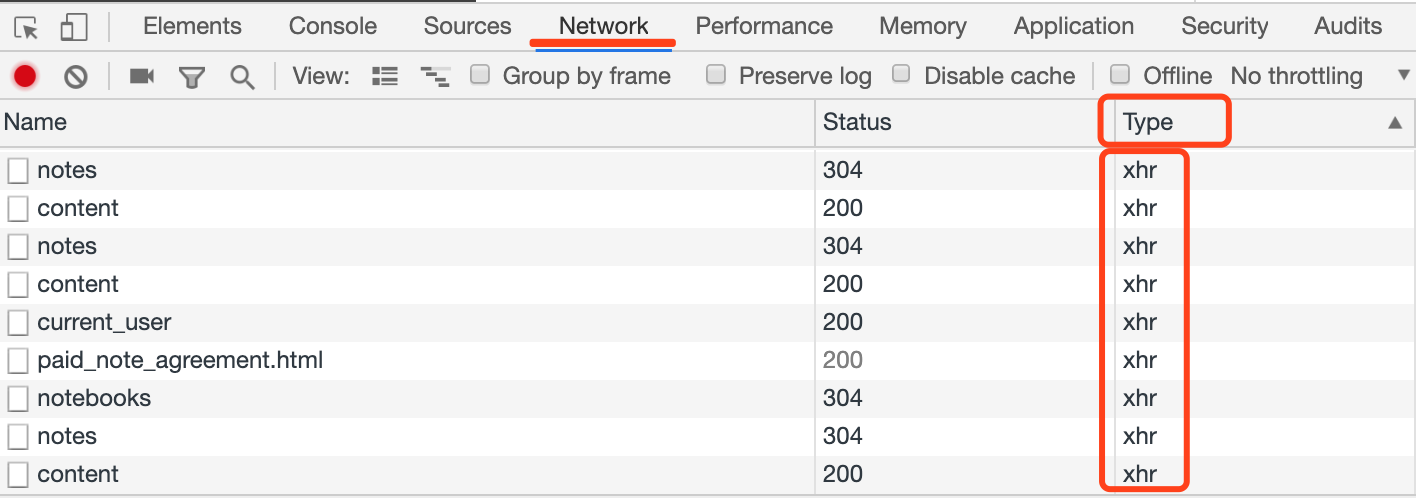 Elements Console Sources Network Performance Memory Application Security Audits
View: Group by frame Preserve log Disable cache Offline No throttling
Name Status Type
notes 304 xhr
content 200 xhr
notes 304 xhr
content 200 xhr
current_user 200 xhr
paid_note_agreement.html 200 xhr
notebooks 304 xhr
notes 304 xhr
content 200 xhr